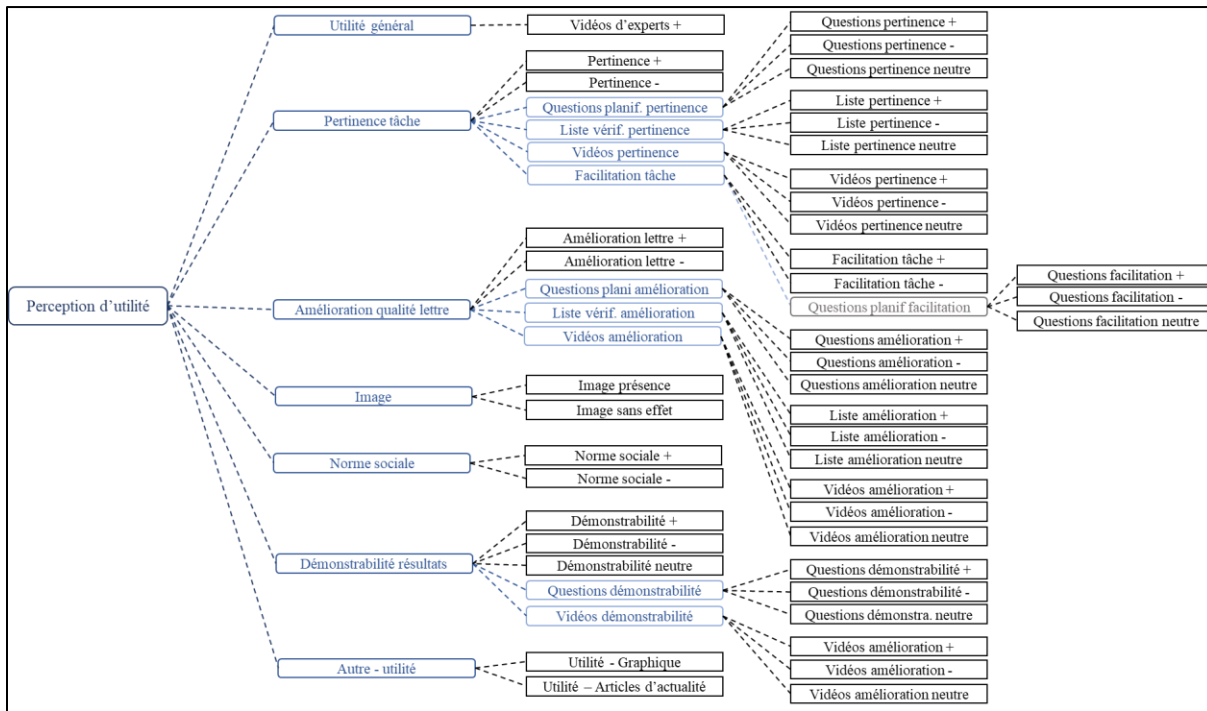 Perception d’utilité
Utilité général
Vidéos d’experts +
Pertinence tâche
Pertinence +
Pertinence -
Questions planif. pertinence
Questions pertinence +
Questions pertinence -
Questions pertinence neutre
Liste vérif. pertinence
Liste pertinence +
Liste pertinence -
Liste pertinence neutre
Vidéos pertinence
Vidéos pertinence +
Vidéos pertinence -
Vidéos pertinence neutre
Facilitation tâche
Facilitation tâche +
Facilitation tâche -
Questions planif facilitation
Questions facilitation +
Questions facilitation -
Questions facilitation neutre
Amélioration qualité lettre
Amélioration lettre +
Amélioration lettre -
Questions plani amélioration
Questions amélioration +
Questions amélioration -
Questions amélioration neutre
Liste vérif. amélioration
Liste amélioration +
Liste amélioration -
Liste amélioration neutre
Vidéos amélioration
Vidéos amélioration +
Vidéos amélioration -
Vidéos amélioration neutre
Image
Image présence
Image sans effet
Norme sociale
Norme sociale +
Norme sociale -
Démonstrabilité résultats
Démonstrabilité +
Démonstrabilité -
Démonstrabilité neutre
Questions démonstrabilité
Questions démonstrabilité +
Questions démonstrabilité -
Questions démonstra. neutre
Vidéos démonstrabilité
Vidéos amélioration +
Vidéos amélioration -
Vidéos amélioration neutre
Autre - utilité
Utilité - Graphique
Utilité – Articles d’actualité